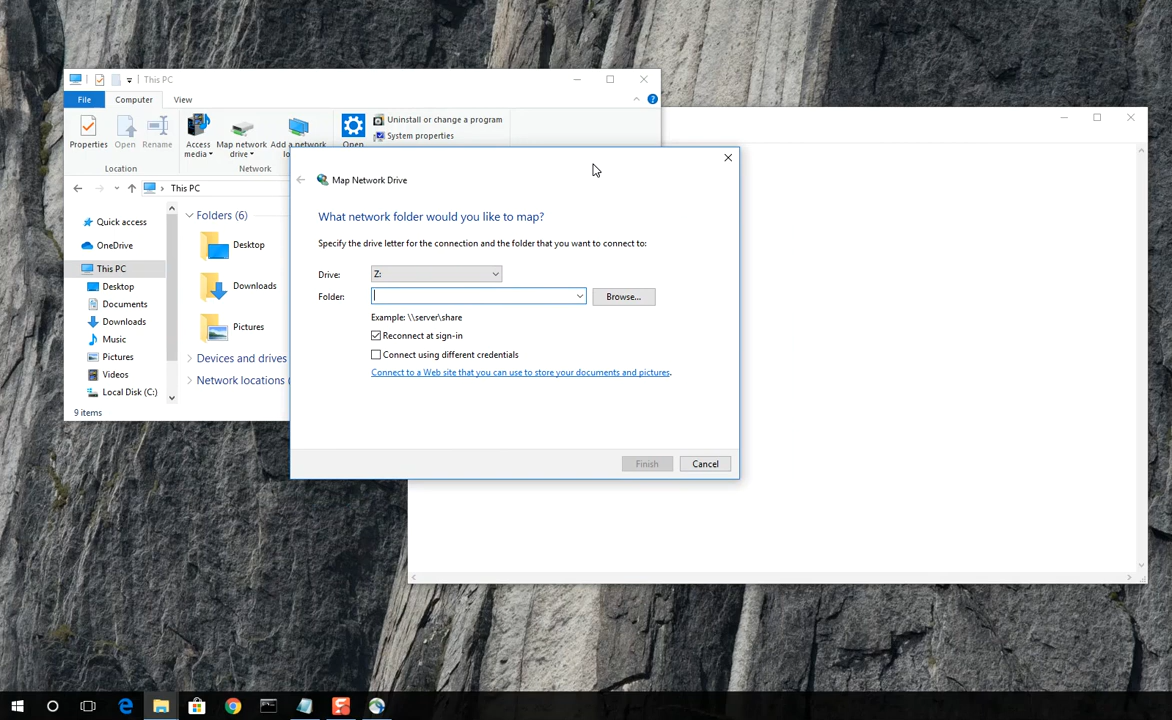 This PC
File Computer View
Uninstall or change a program
System properties
Properties Open Rename Access media Map network drive Add a network Open
Location Network
This PC
Quick access
OneDrive
This PC
Desktop
Documents
Downloads
Music
Pictures
Videos
Local Disk (C:)
9 items
Folders (6)
Desktop
Downloads
Pictures
Devices and drives
Network locations (
Map Network Drive
What network folder would you like to map?
Specify the drive letter for the connection and the folder that you want to connect to:
Drive: Z:
Folder: Browse...
Example: \\server\share
Reconnect at sign-in
Connect using different credentials
Connect to a Web site that you can use to store your documents and pictures.
Finish Cancel